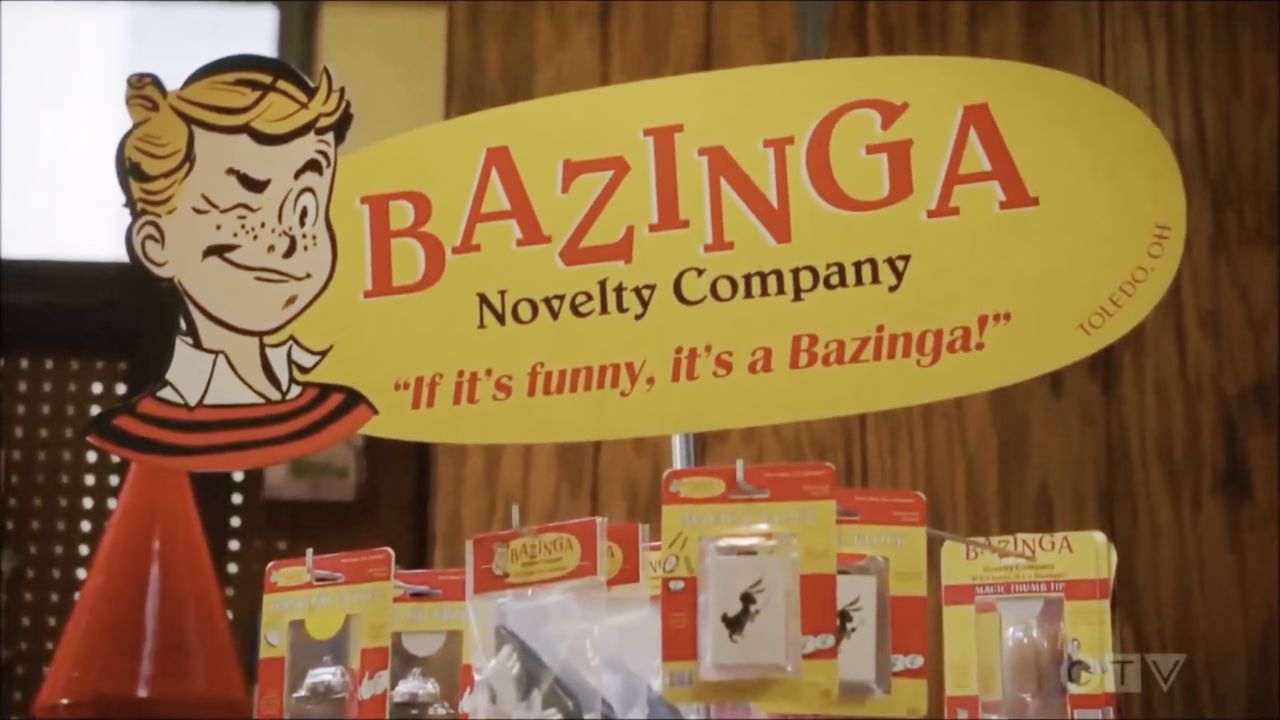 BAZINGA
Novelty Company
"If it's funny, it's a Bazinga!"
TOLEDO, OH
BAZINGA
BAZINGA
Novelty Company
MAGIC THUMB TIP
CTV